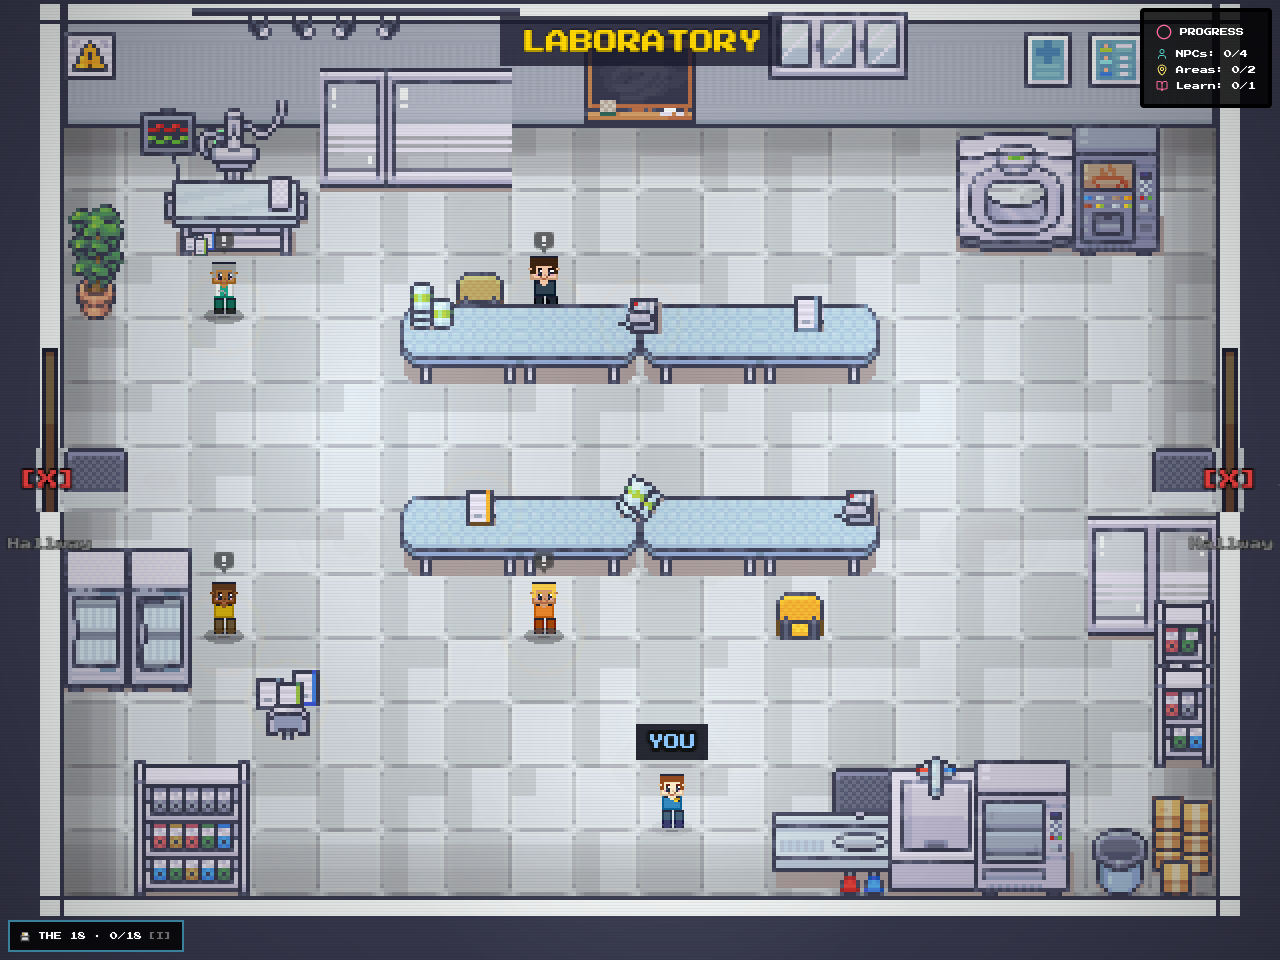 LABORATORY
PROGRESS
NPCs: 0/4
Areas: 0/2
Learn: 0/1
[X]
[X]
Hallway
Hallway
YOU
THE 18 · 0/18 [I]